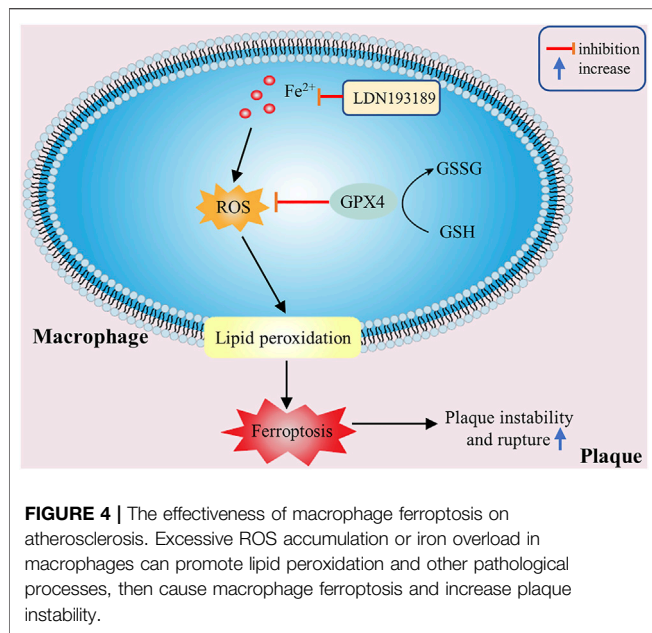 inhibition
increase
Fe²⁺
LDN193189
GSSG
ROS
GPX4
GSH
Macrophage
Lipid peroxidation
Ferroptosis
Plaque instability
and rupture
Plaque
FIGURE 4 | The effectiveness of macrophage ferroptosis on
atherosclerosis. Excessive ROS accumulation or iron overload in
macrophages can promote lipid peroxidation and other pathological
processes, then cause macrophage ferroptosis and increase plaque
instability.